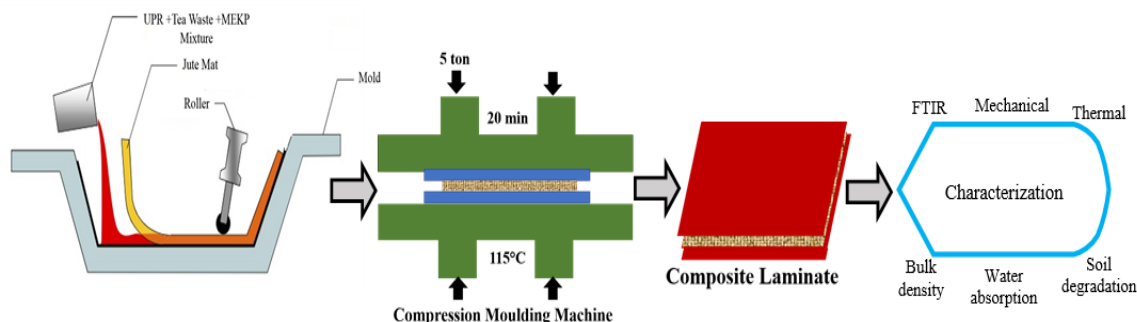 UPR +Tea Waste +MEKP
Mixture
Jute Mat
Roller
Mold
5 ton
20 min
115°C
Compression Moulding Machine
Composite Laminate
FTIR
Mechanical
Thermal
Characterization
Bulk
density
Water
absorption
Soil
degradation